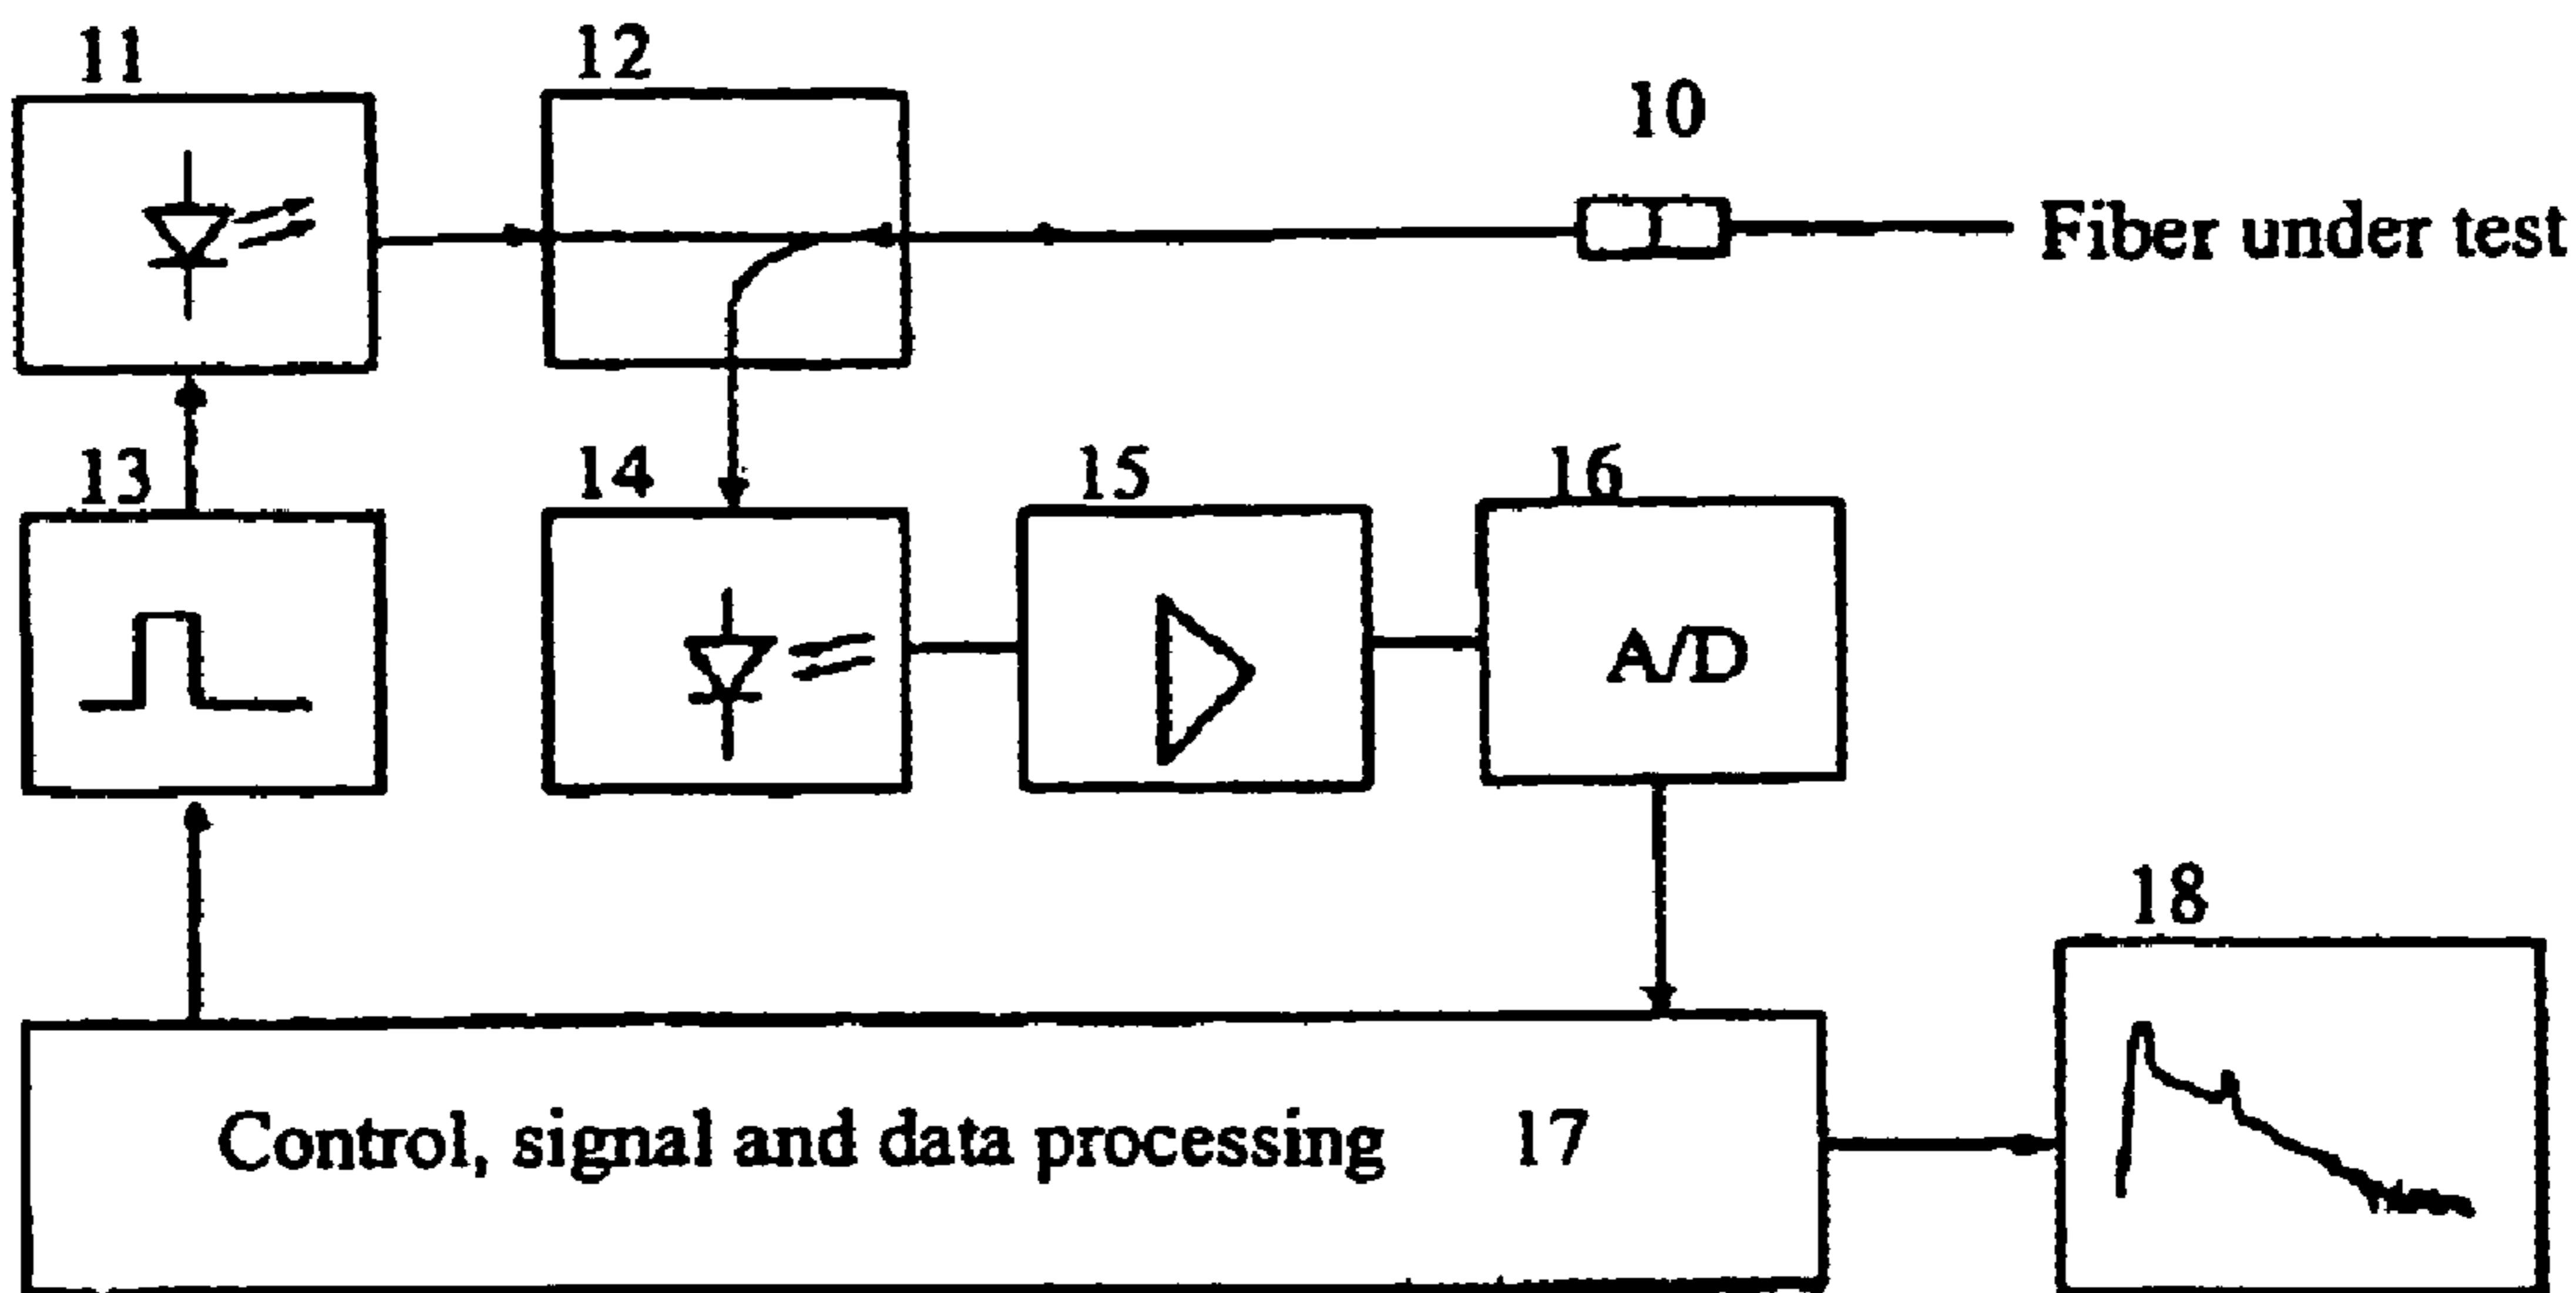 11
12
10
Fiber under test
13
14
15
16
A/D
18
Control, signal and data processing 17